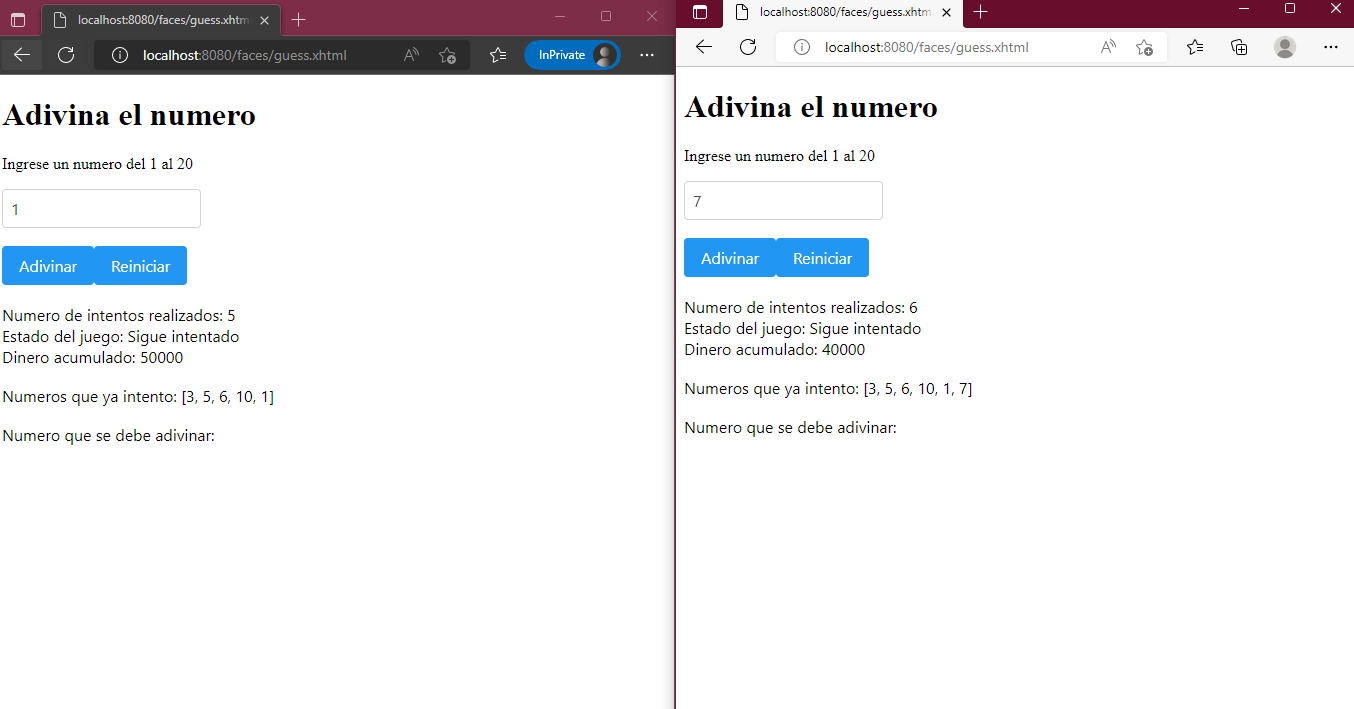 localhost:8080/faces/guess.xhtm
localhost:8080/faces/guess.xhtml
InPrivate
Adivina el numero
Ingrese un numero del 1 al 20
1
Adivinar
Reiniciar
Numero de intentos realizados: 5
Estado del juego: Sigue intentado
Dinero acumulado: 50000
Numeros que ya intento: [3, 5, 6, 10, 1]
Numero que se debe adivinar:
localhost:8080/faces/guess.xhtm
localhost:8080/faces/guess.xhtml
Adivina el numero
Ingrese un numero del 1 al 20
7
Adivinar
Reiniciar
Numero de intentos realizados: 6
Estado del juego: Sigue intentado
Dinero acumulado: 40000
Numeros que ya intento: [3, 5, 6, 10, 1, 7]
Numero que se debe adivinar: